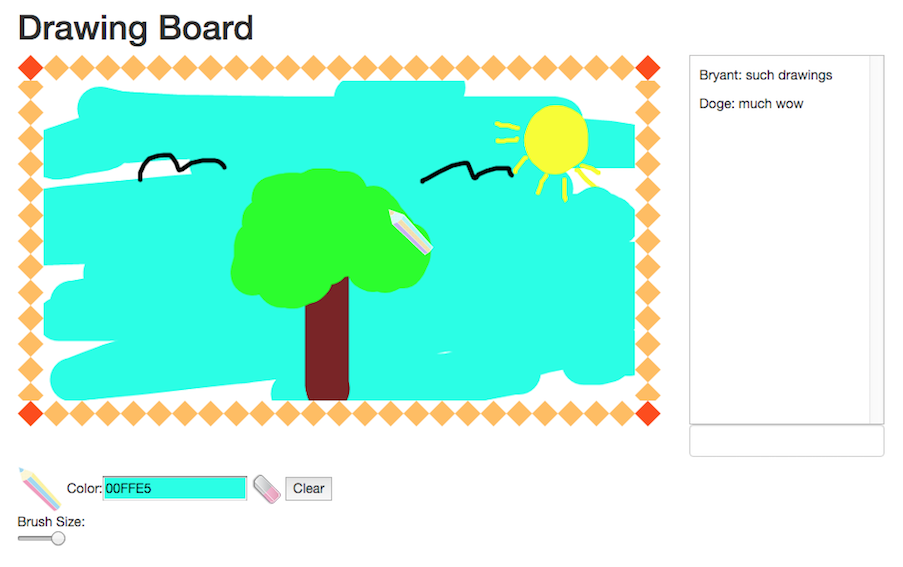 Drawing Board
Bryant: such drawings
Doge: much wow
Color: 00FFE5 Clear
Brush Size: